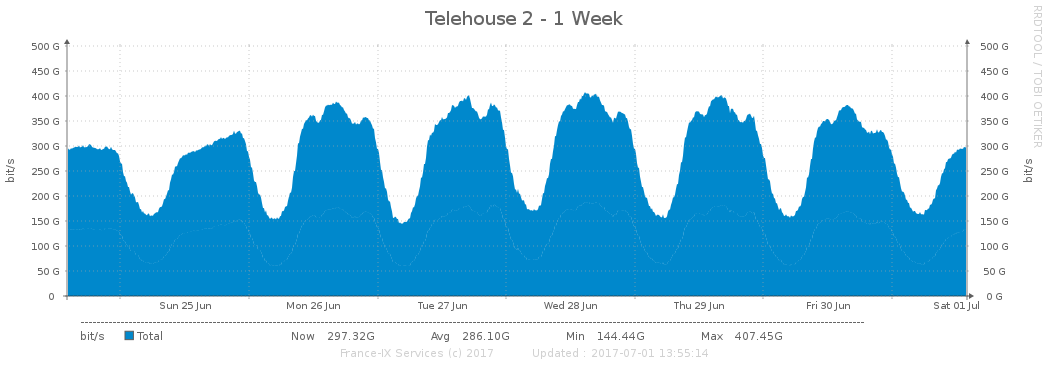 Telehouse 2 - 1 Week
RRDTOOL / TOBI OETIKER
500 G 500 G
450 G 450 G
400 G 400 G
350 G 350 G
300 G 300 G
250 G 250 G
200 G 200 G
150 G 150 G
100 G 100 G
50 G 50 G
0 0 G
bit/s bit/s
Sun 25 Jun Mon 26 Jun Tue 27 Jun Wed 28 Jun Thu 29 Jun Fri 30 Jun Sat 01 Jul
bit/s Total Now 297.32G Avg 286.10G Min 144.44G Max 407.45G
France-IX Services (c) 2017 Updated : 2017-07-01 13:55:14